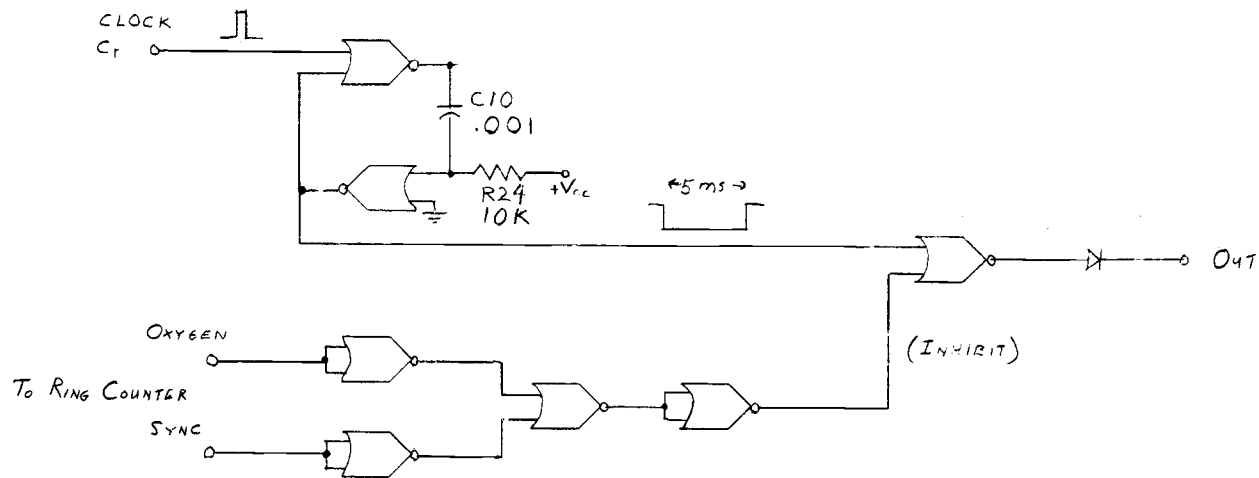 CLOCK
CT
C10
.001
R24
10K
+Vcc
5 ms
OUT
OXYGEN
(INHIBIT)
TO RING COUNTER
SYNC